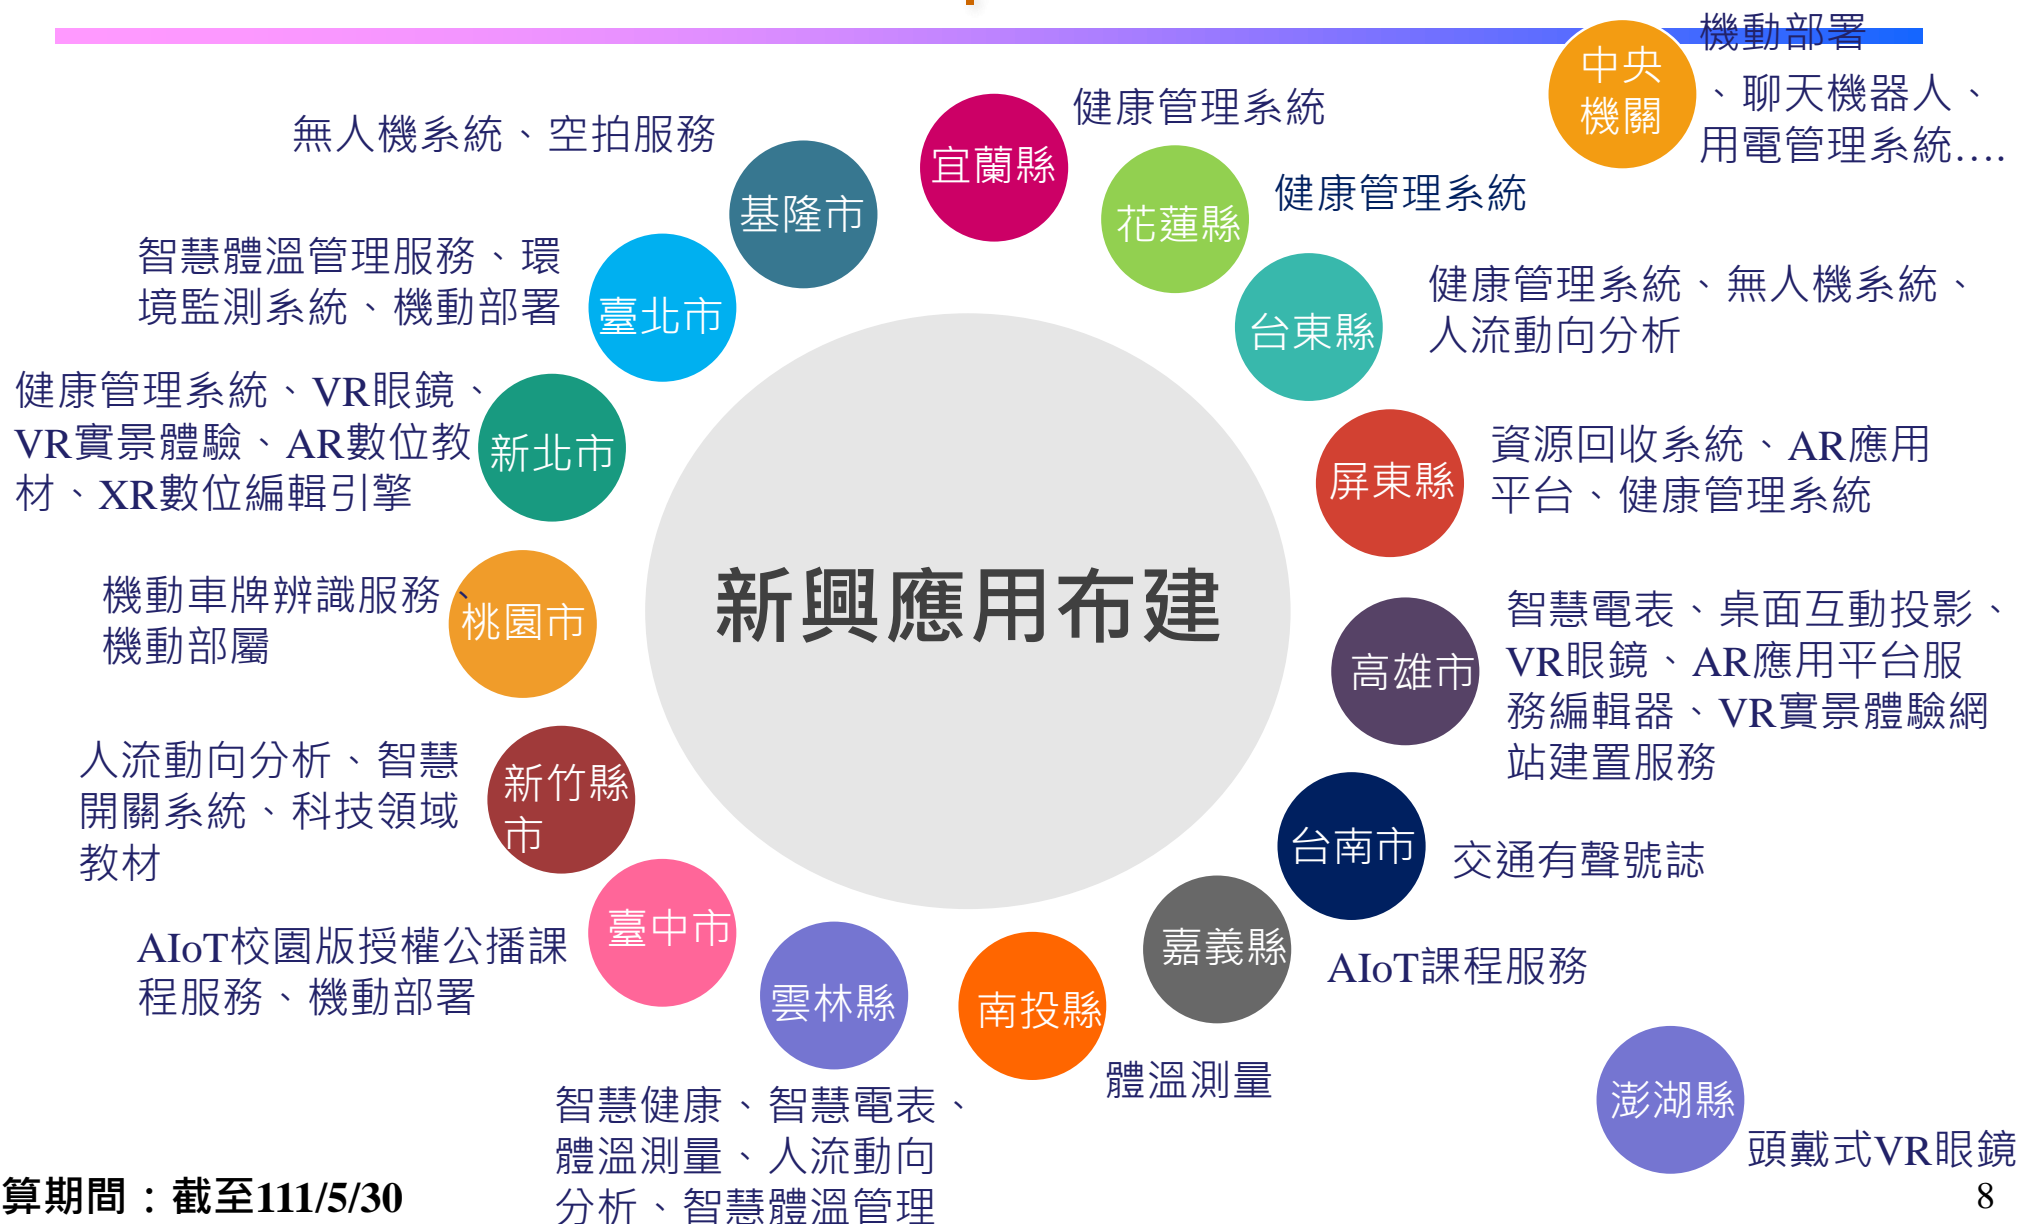 機動部署
、聊天機器人、
用電管理系統....
中央
機關
健康管理系統
宜蘭縣
無人機系統、空拍服務
基隆市
健康管理系統
花蓮縣
智慧體溫管理服務、環
境監測系統、機動部署
臺北市
健康管理系統、無人機系統、
人流動向分析
台東縣
健康管理系統、VR眼鏡、
VR實景體驗、AR數位教
材、XR數位編輯引擎
新北市
資源回收系統、AR應用
平台、健康管理系統
屏東縣
新興應用布建
機動車牌辨識服務、
機動部屬
桃園市
智慧電表、桌面互動投影、
VR眼鏡、AR應用平台服
務編輯器、VR實景體驗網
站建置服務
高雄市
人流動向分析、智慧
開關系統、科技領域
教材
新竹縣
市
台南市
交通有聲號誌
AIoT校園版授權公播課
程服務、機動部署
臺中市
嘉義縣
AIoT課程服務
雲林縣
智慧健康、智慧電表、
體溫測量、人流動向
分析、智慧體溫管理
南投縣
體溫測量
澎湖縣
頭戴式VR眼鏡
算期間：截至111/5/30
8